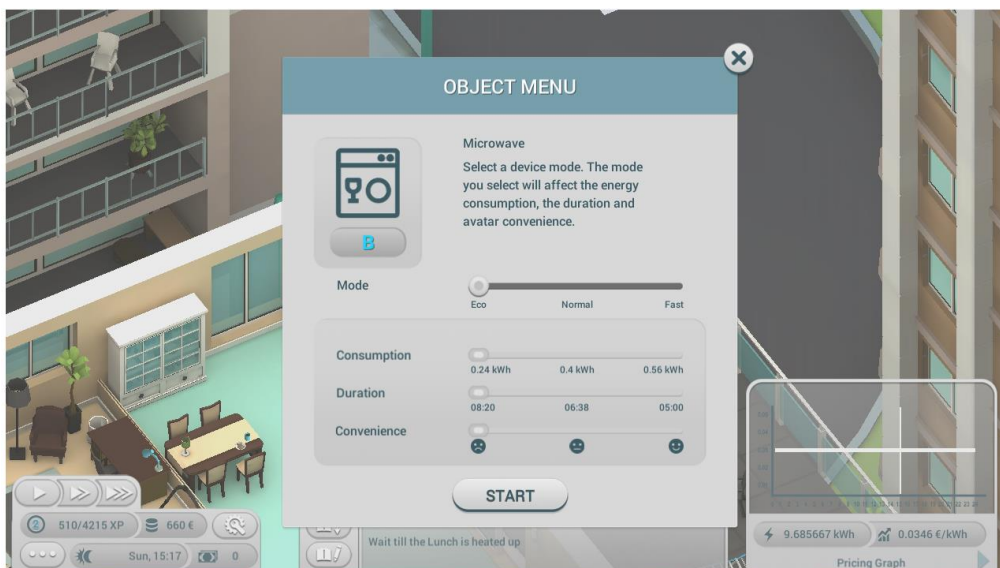 OBJECT MENU
Microwave
Select a device mode. The mode
you select will affect the energy
consumption, the duration and
avatar convenience.
B
Mode
Eco Normal Fast
Consumption
0.24 kWh 0.4 kWh 0.56 kWh
Duration
08:20 06:38 05:00
Convenience
START
2 510/4215 XP 660 €
Sun, 15:17 0
Wait till the Lunch is heated up
9.685667 kWh 0.0346 €/kWh
Pricing Graph